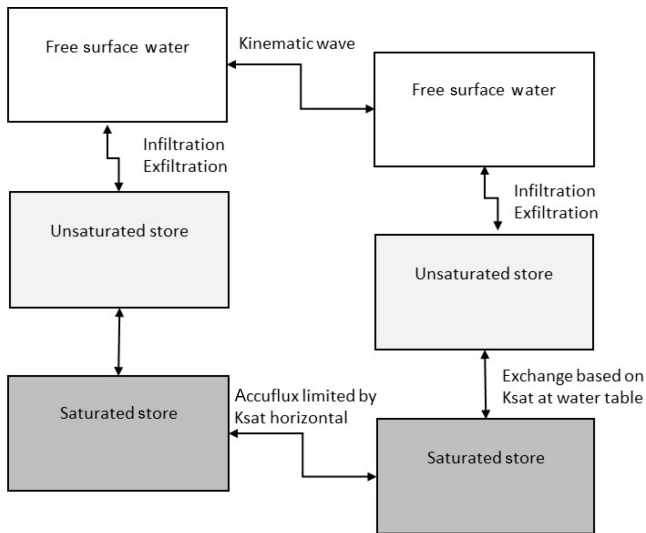 Free surface water
Kinematic wave
Free surface water
Infiltration
Exfiltration
Infiltration
Exfiltration
Unsaturated store
Unsaturated store
Exchange based on
Ksat at water table
Accuflux limited by
Ksat horizontal
Saturated store
Saturated store